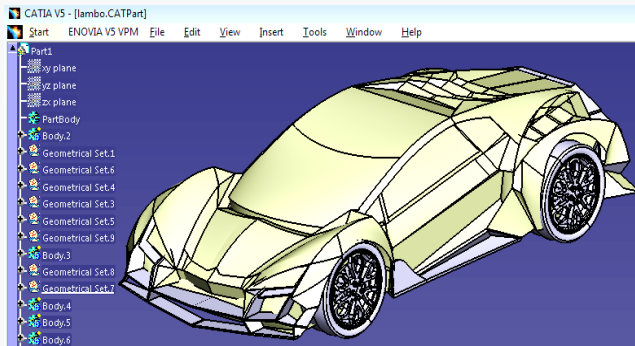 CATIA V5 - [lambo.CATPart]
Start ENOVIA V5 VPM File Edit View Insert Tools Window Help
Part1
xy plane
yz plane
zx plane
PartBody
Body.2
Geometrical Set.1
Geometrical Set.6
Geometrical Set.4
Geometrical Set.3
Geometrical Set.5
Geometrical Set.9
Body.3
Geometrical Set.8
Geometrical Set.7
Body.4
Body.5
Body.6